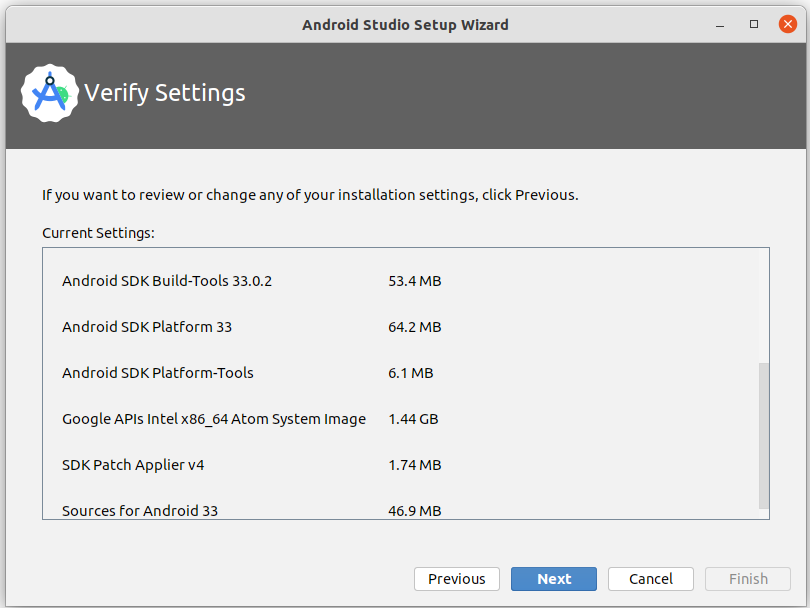 Android Studio Setup Wizard
Verify Settings
If you want to review or change any of your installation settings, click Previous.
Current Settings:
Android SDK Build-Tools 33.0.2 53.4 MB
Android SDK Platform 33 64.2 MB
Android SDK Platform-Tools 6.1 MB
Google APIs Intel x86_64 Atom System Image 1.44 GB
SDK Patch Applier v4 1.74 MB
Sources for Android 33 46.9 MB
Previous Next Cancel Finish